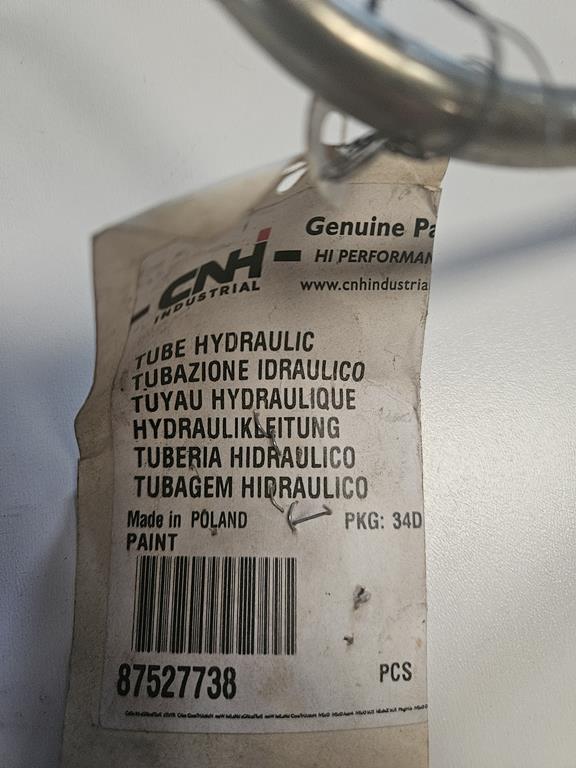 Genuine Pa
HI PERFORMAN
CNH
INDUSTRIAL
www.cnhindustria
TUBE HYDRAULIC
TUBAZIONE IDRAULICO
TUYAU HYDRAULIQUE
HYDRAULIKLEITUNG
TUBERIA HIDRAULICO
TUBAGEM HIDRAULICO
Made in POLAND PKG: 34D
PAINT
87527738 PCS